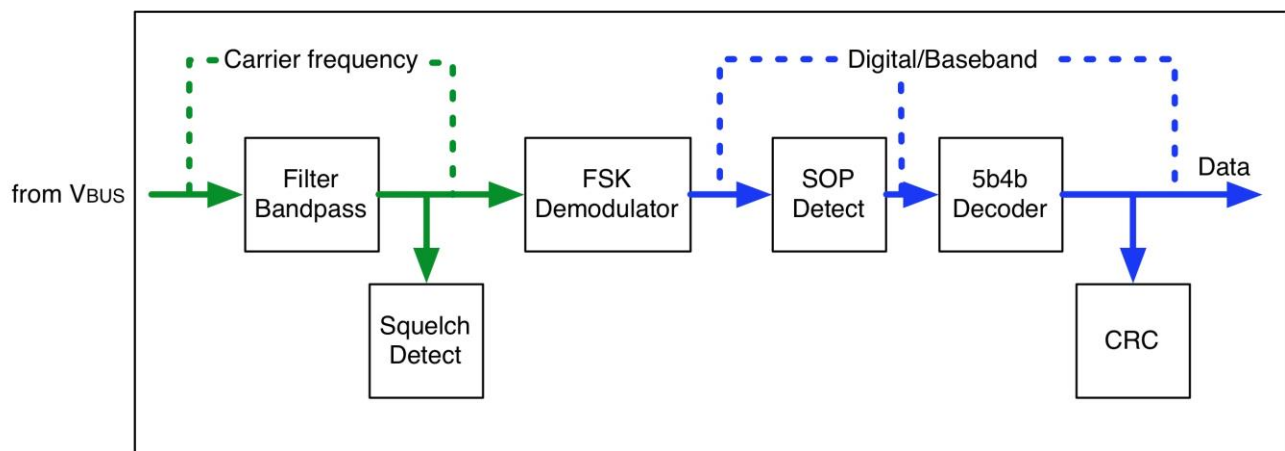 Carrier frequency
Digital/Baseband
from VBUS
Filter
Bandpass
FSK
Demodulator
SOP
Detect
5b4b
Decoder
Data
Squelch
Detect
CRC